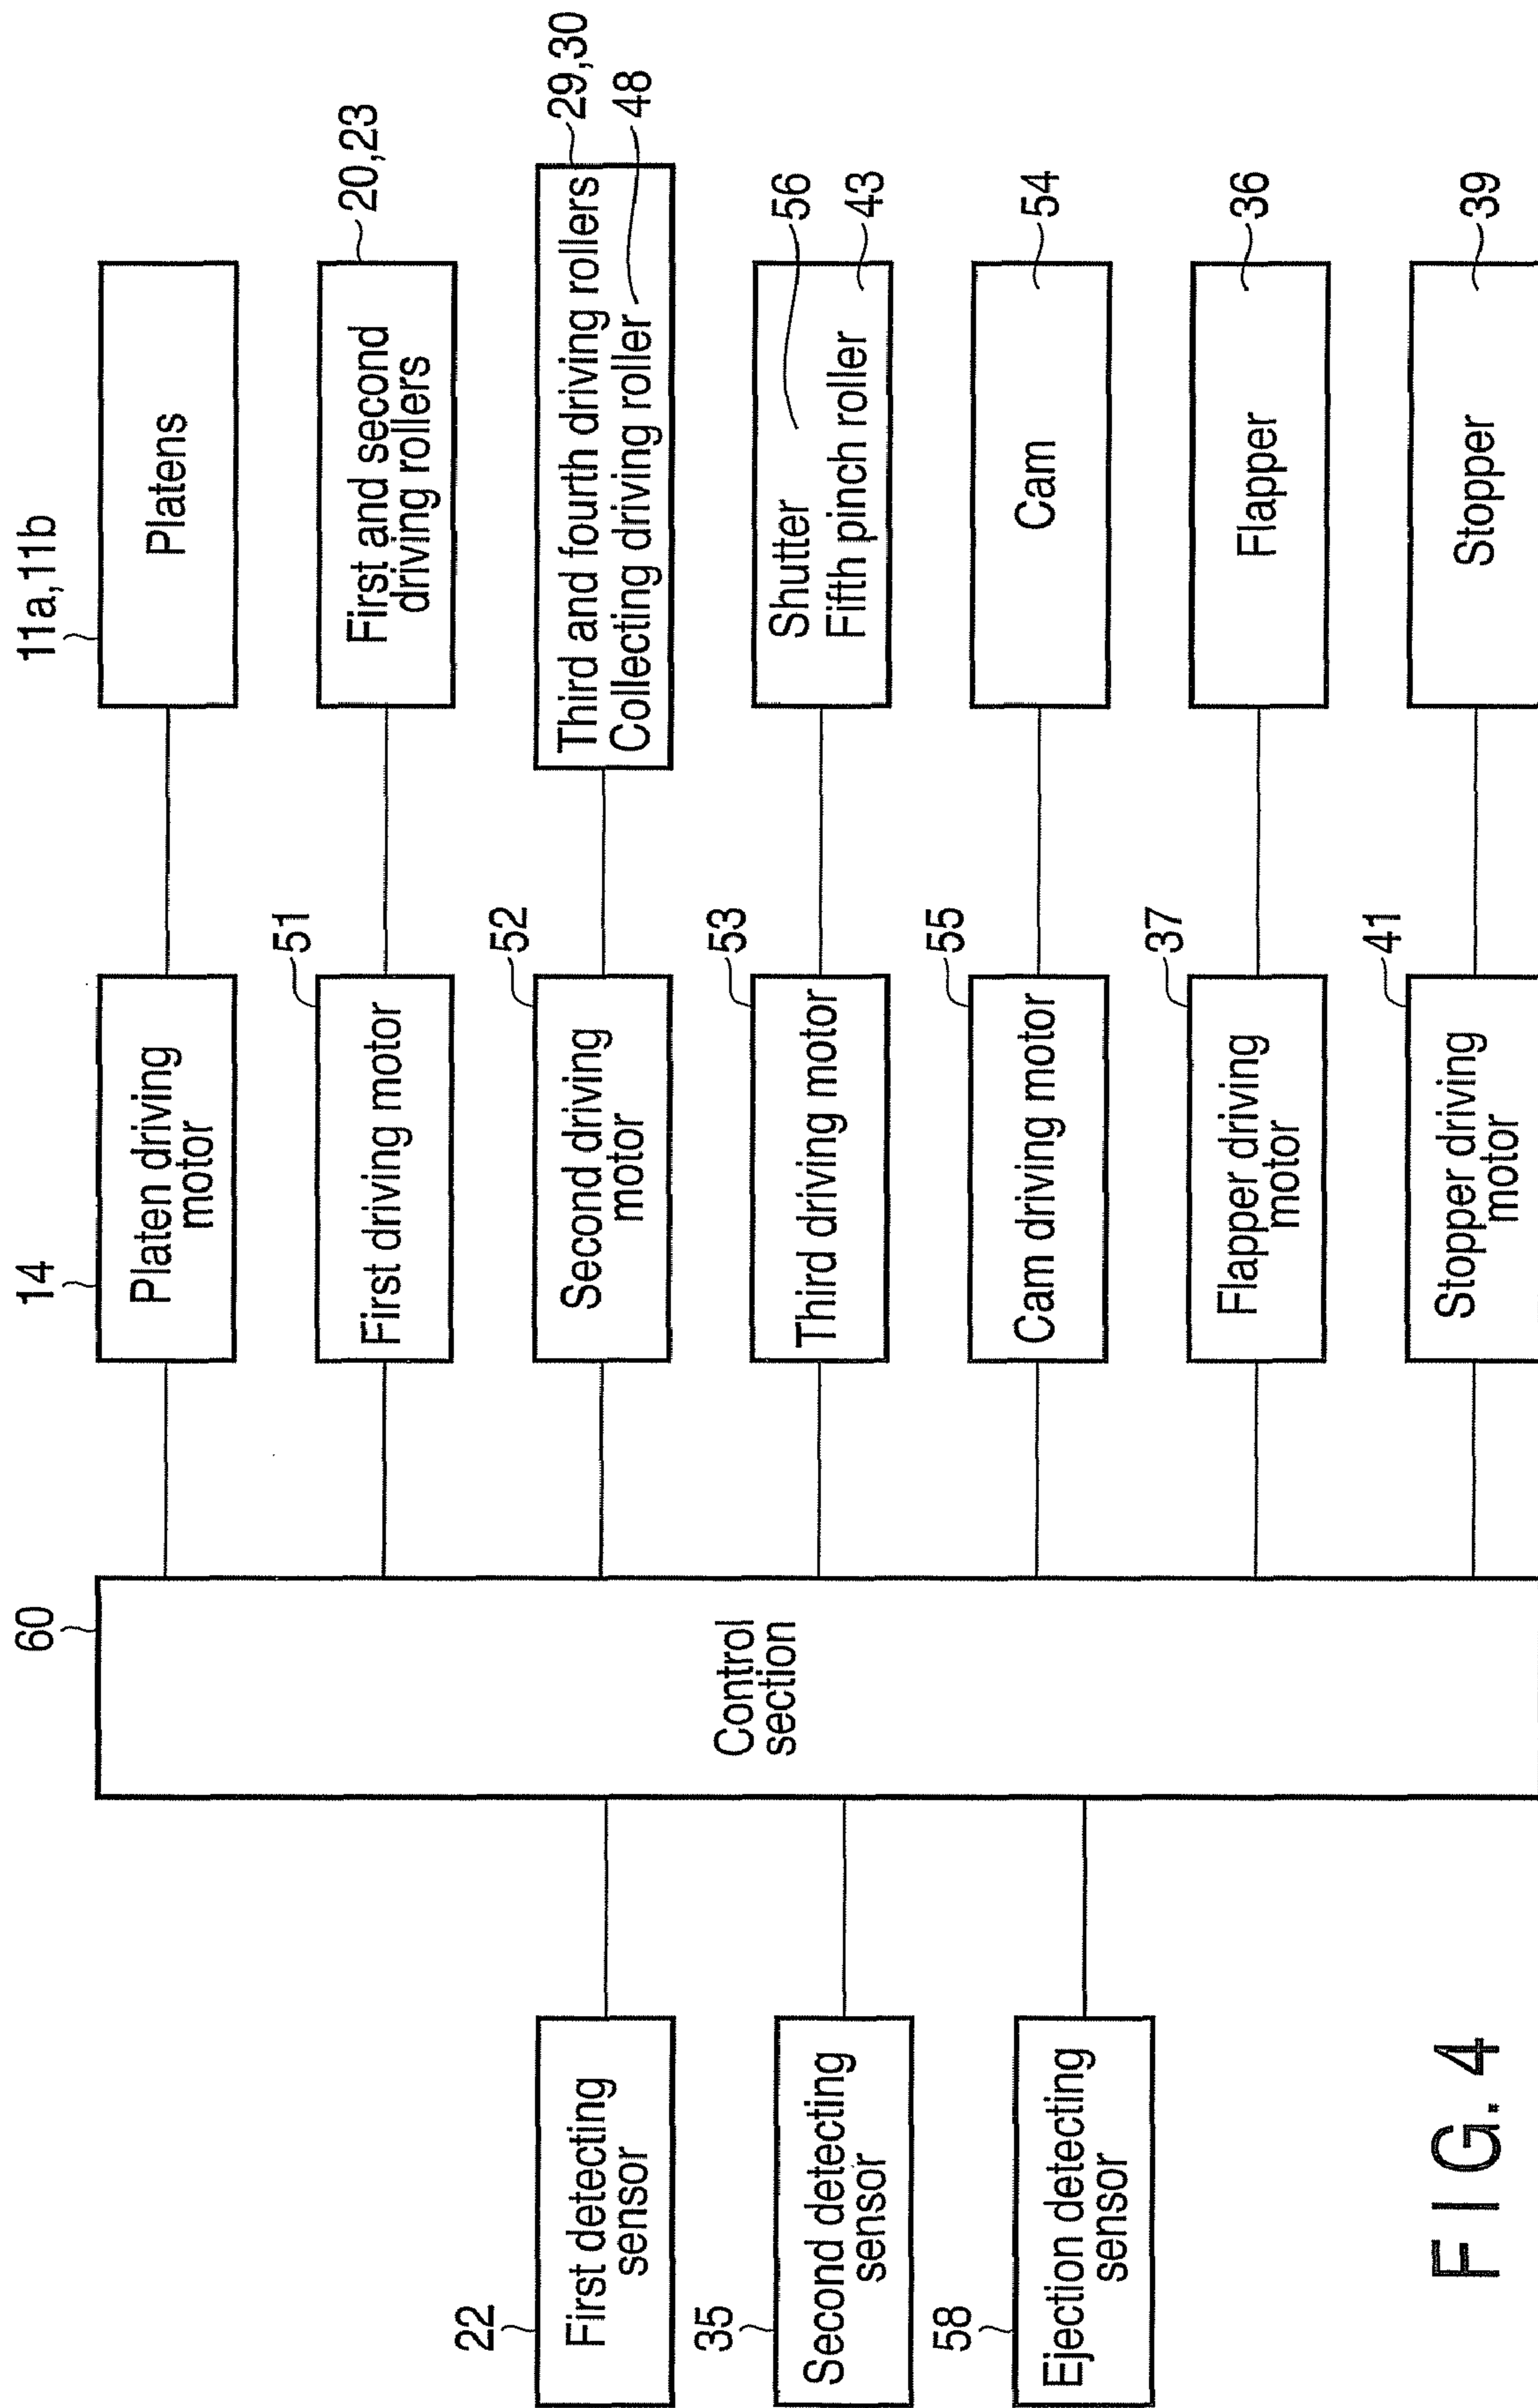 22
First detecting
sensor
35
Second detecting
sensor
58
Ejection detecting
sensor
60
Control
section
14
Platen driving
motor
11a,11b
Platens
51
First driving motor
20,23
First and second
driving rollers
52
Second driving
motor
29,30
Third and fourth driving rollers
48
Collecting driving roller
53
Third driving motor
56
Shutter
43
Fifth pinch roller
55
Cam driving motor
54
Cam
37
Flapper driving
motor
36
Flapper
41
Stopper driving
motor
39
Stopper
FIG. 4